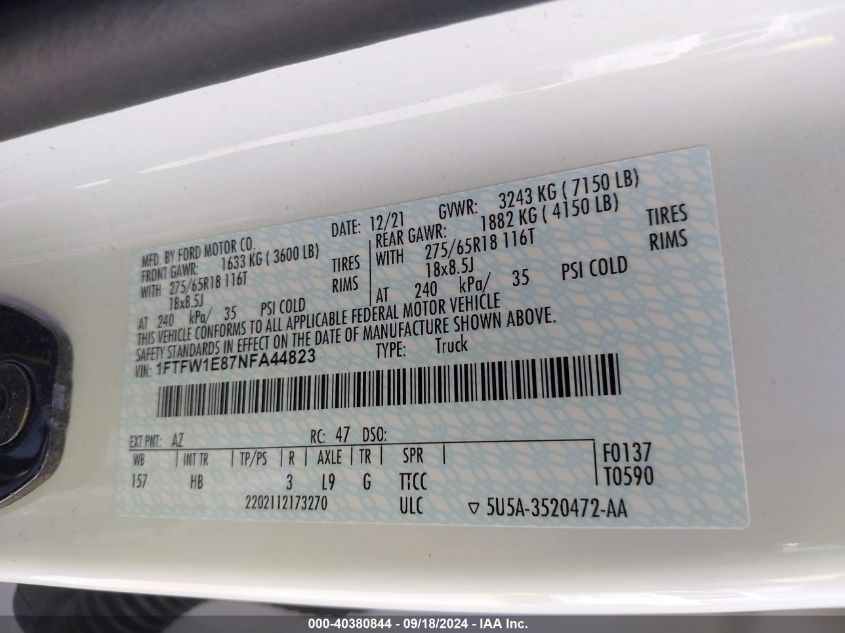 MFD. BY FORD MOTOR CO.
DATE: 12/21
GVWR: 3243 KG ( 7150 LB)
FRONT GAWR: 1633 KG ( 3600 LB)
REAR GAWR: 1882 KG ( 4150 LB)
WITH 275/65R18 116T TIRES
WITH 275/65R18 116T TIRES
18x8.5J RIMS
18x8.5J RIMS
AT 240 kPa/ 35 PSI COLD
AT 240 kPa/ 35 PSI COLD
THIS VEHICLE CONFORMS TO ALL APPLICABLE FEDERAL MOTOR VEHICLE
SAFETY STANDARDS IN EFFECT ON THE DATE OF MANUFACTURE SHOWN ABOVE.
VIN: 1FTFW1E87NFA44823
TYPE: Truck
EXT PNT: AZ RC: 47 DSO:
WB INT TR TP/PS R AXLE TR SPR
F0137
157 HB 3 L9 G TTCC
T0590
2202112173270 ULC
▽ 5U5A-3520472-AA
000-40380844 - 09/18/2024 - IAA Inc.